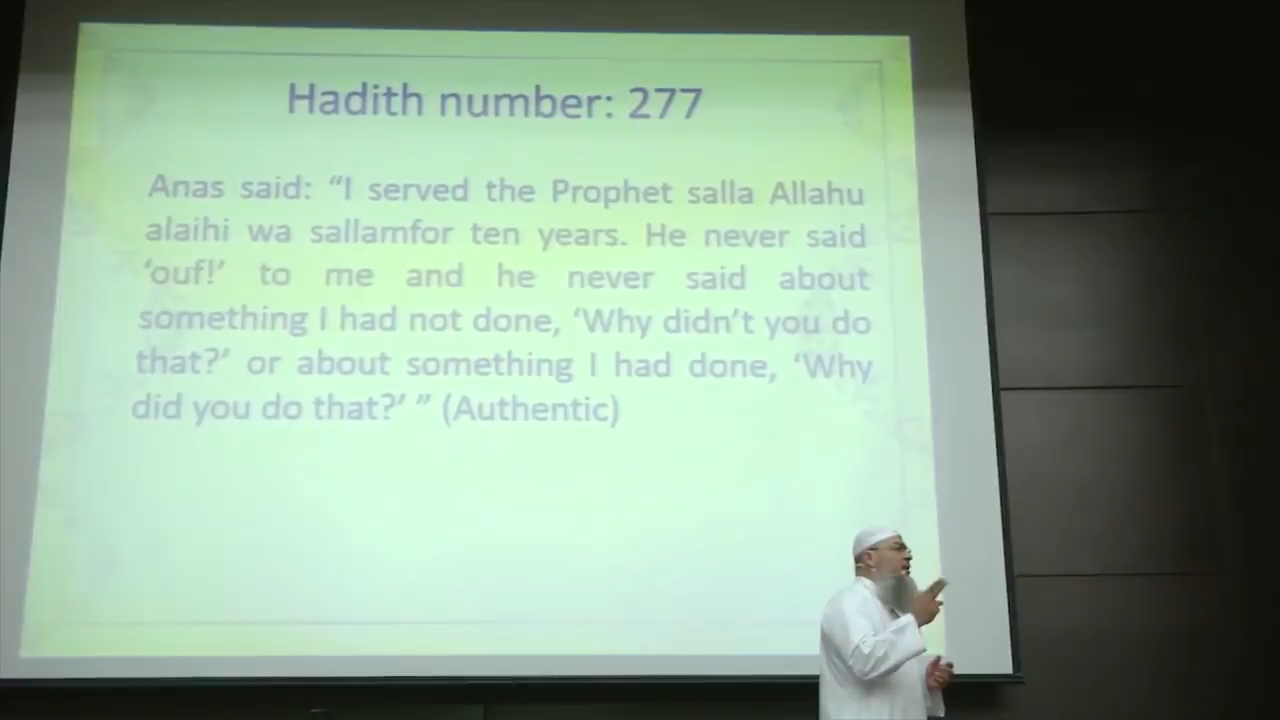 Hadith number: 277
Anas said: “I served the Prophet salla Allahu
alaihi wa sallamfor ten years. He never said
‘ouf!’ to me and he never said about
something I had not done, ‘Why didn’t you do
that?’ or about something I had done, ‘Why
did you do that?’ ” (Authentic)